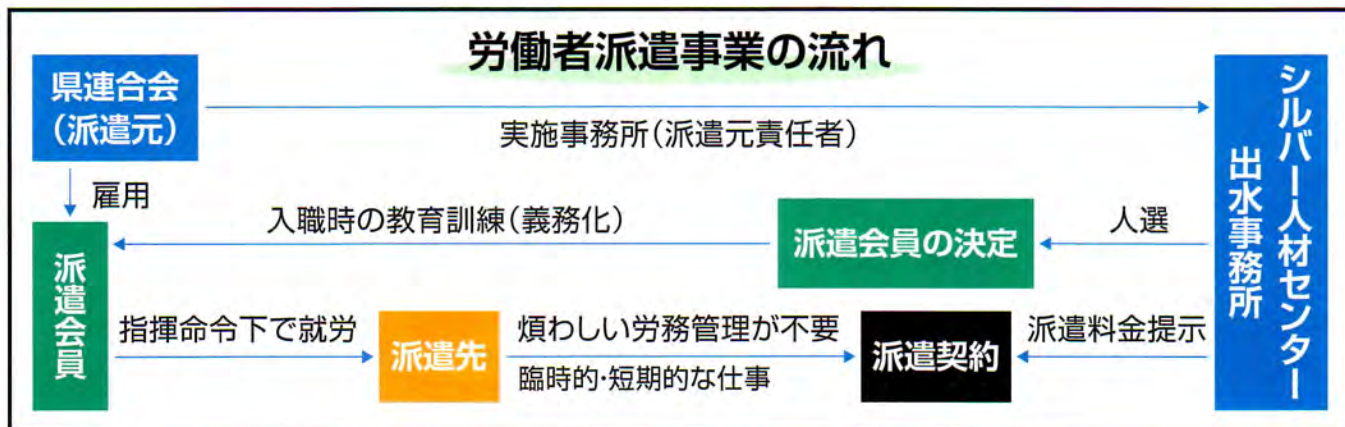 労働者派遣事業の流れ
県連合会
(派遣元)
実施事務所(派遣元責任者)
シルバー人材センター
出水事務所
雇用
入職時の教育訓練(義務化)
派遣会員の決定
人選
派遣会員
指揮命令下で就労
派遣先
煩わしい労務管理が不要
臨時的・短期的な仕事
派遣契約
派遣料金提示